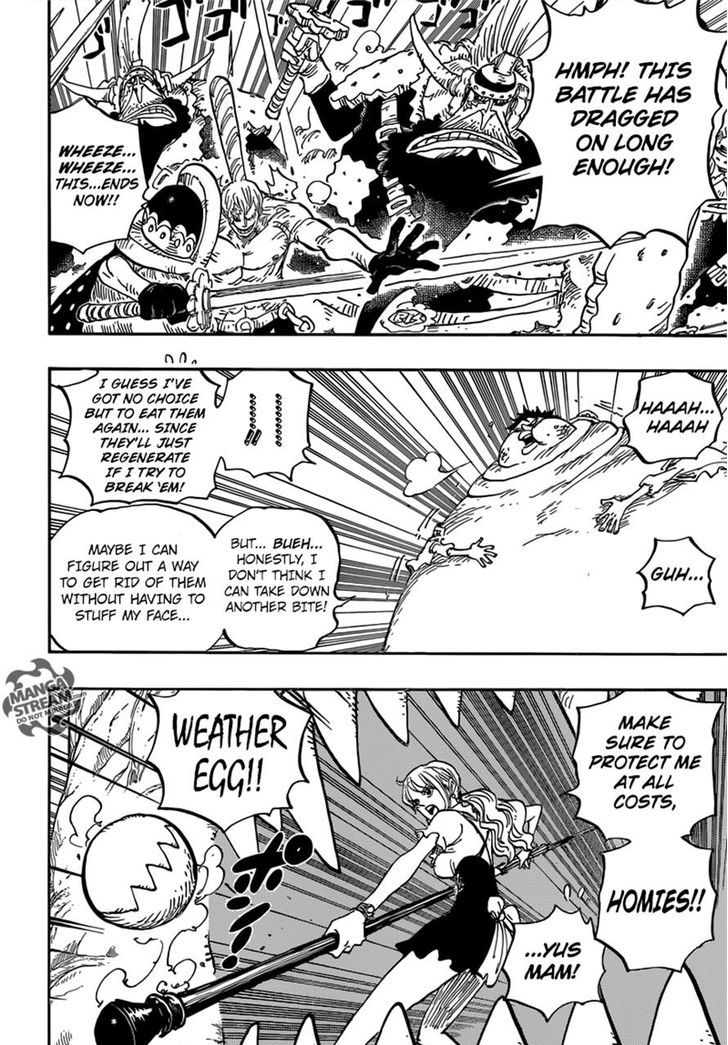 ゴ ゴ ゴ
HMPH! THIS
BATTLE HAS
DRAGGED
ON LONG
ENOUGH!
WHEEZE...
WHEEZE...
THIS...ENDS
NOW!!
HAAAH...
HAAAH
GUH...
I GUESS I'VE
GOT NO CHOICE
BUT TO EAT THEM
AGAIN... SINCE
THEY'LL JUST
REGENERATE
IF I TRY TO
BREAK 'EM!
BUT... BUEH...
HONESTLY, I
DON'T THINK I
CAN TAKE DOWN
ANOTHER BITE!
MAYBE I CAN
FIGURE OUT A WAY
TO GET RID OF THEM
WITHOUT HAVING TO
STUFF MY FACE...
MAKE
SURE TO
PROTECT ME
AT ALL
COSTS,
HOMIES!!
...YUS
MAM!
WEATHER
EGG!!
MANGA
STREAM